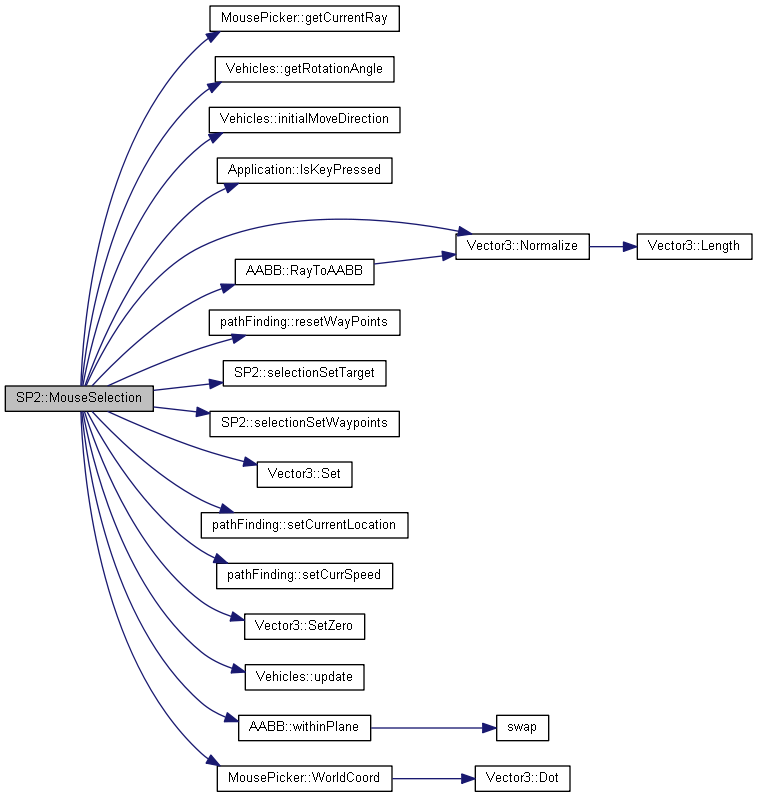 MousePicker::getCurrentRay
Vehicles::getRotationAngle
Vehicles::initialMoveDirection
Application::IsKeyPressed
Vector3::Normalize
Vector3::Length
AABB::RayToAABB
pathFinding::resetWayPoints
SP2::selectionSetTarget
SP2::MouseSelection
SP2::selectionSetWaypoints
Vector3::Set
pathFinding::setCurrentLocation
pathFinding::setCurrSpeed
Vector3::SetZero
Vehicles::update
AABB::withinPlane
swap
MousePicker::WorldCoord
Vector3::Dot